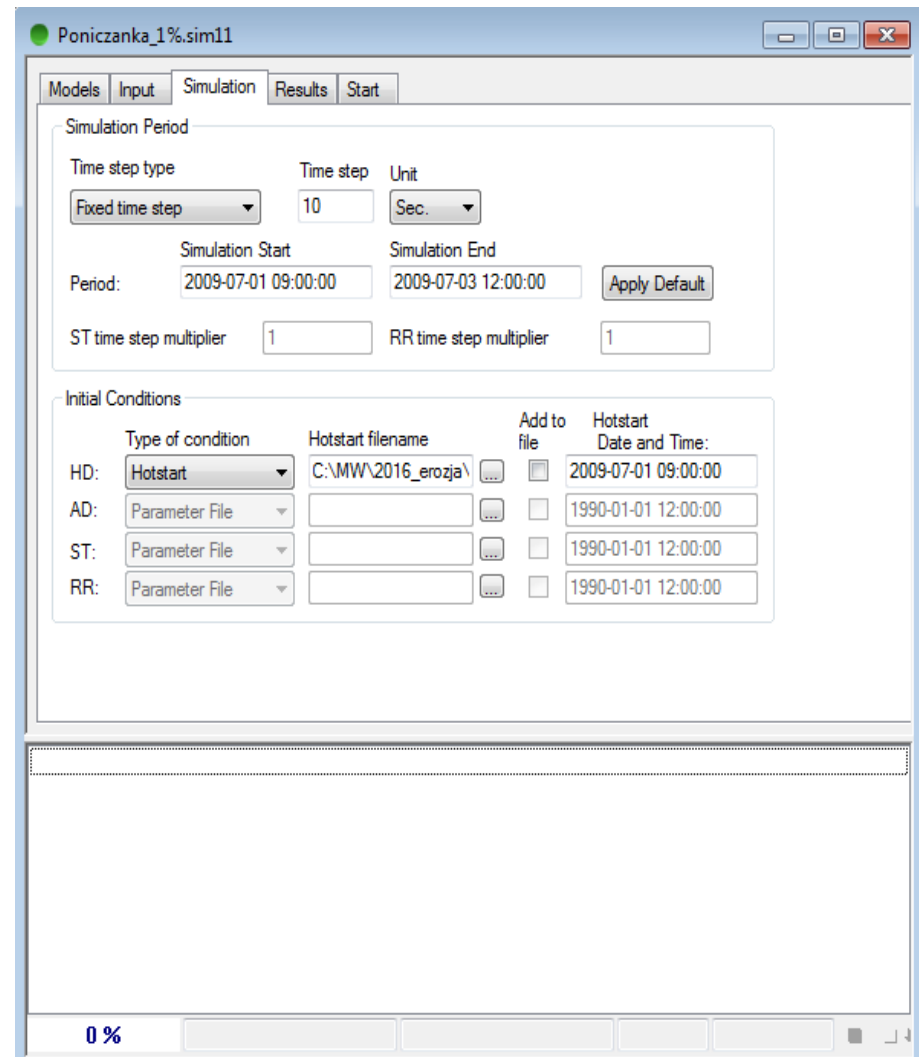 Poniczanka_1%.sim11
Models Input Simulation Results Start
Simulation Period
Time step type Time step Unit
Fixed time step 10 Sec.
Simulation Start Simulation End
Period: 2009-07-01 09:00:00 2009-07-03 12:00:00 Apply Default
ST time step multiplier 1 RR time step multiplier 1
Initial Conditions
Add to Hotstart
Type of condition Hotstart filename file Date and Time:
HD: Hotstart C:\MW\2016_erozja\ ... 2009-07-01 09:00:00
AD: Parameter File ... 1990-01-01 12:00:00
ST: Parameter File ... 1990-01-01 12:00:00
RR: Parameter File ... 1990-01-01 12:00:00
0 %